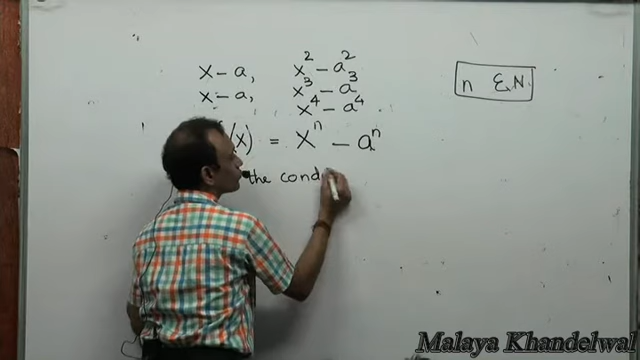 x - a, x² - a²
x - a, x³ - a³
x⁴ - a⁴
(x) = xⁿ - aⁿ
the cond
n ∈ N
Malaya Khandelwal